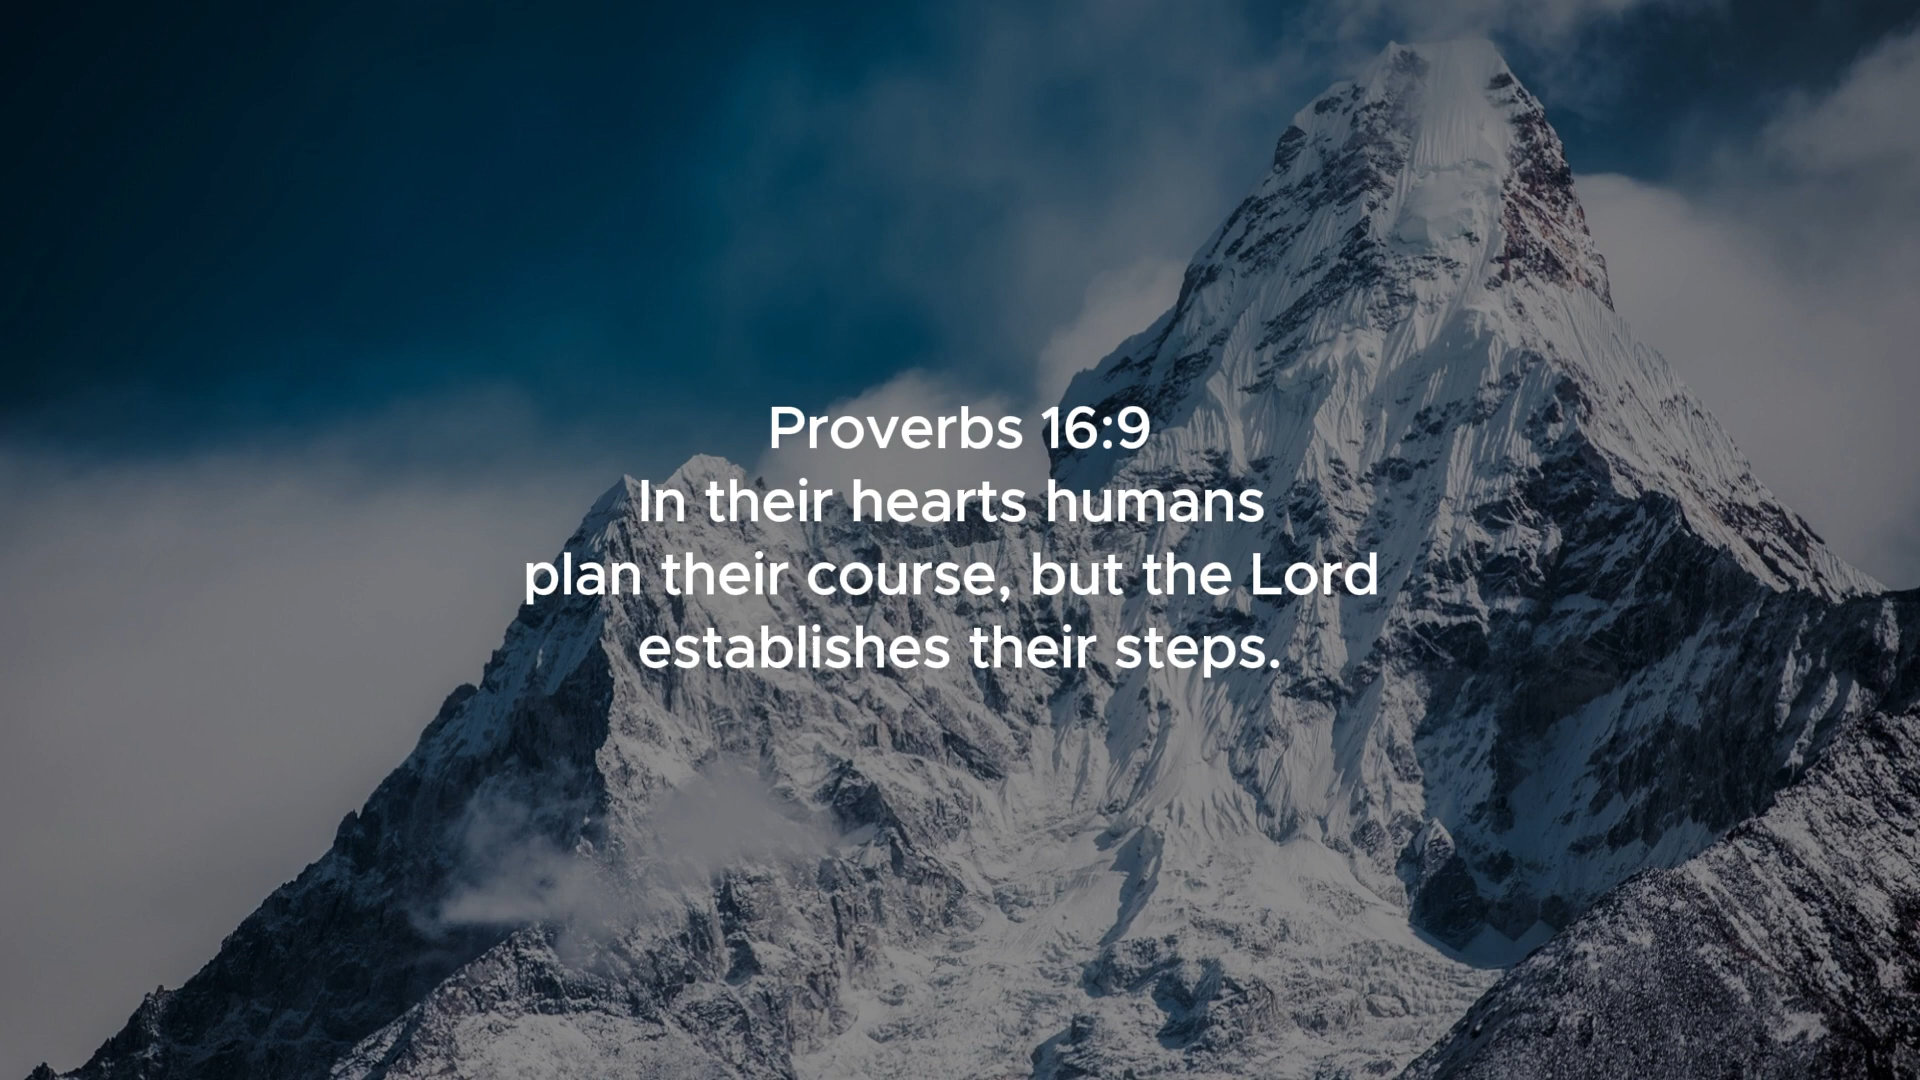 Proverbs 16:9
In their hearts humans
plan their course, but the Lord
establishes their steps.